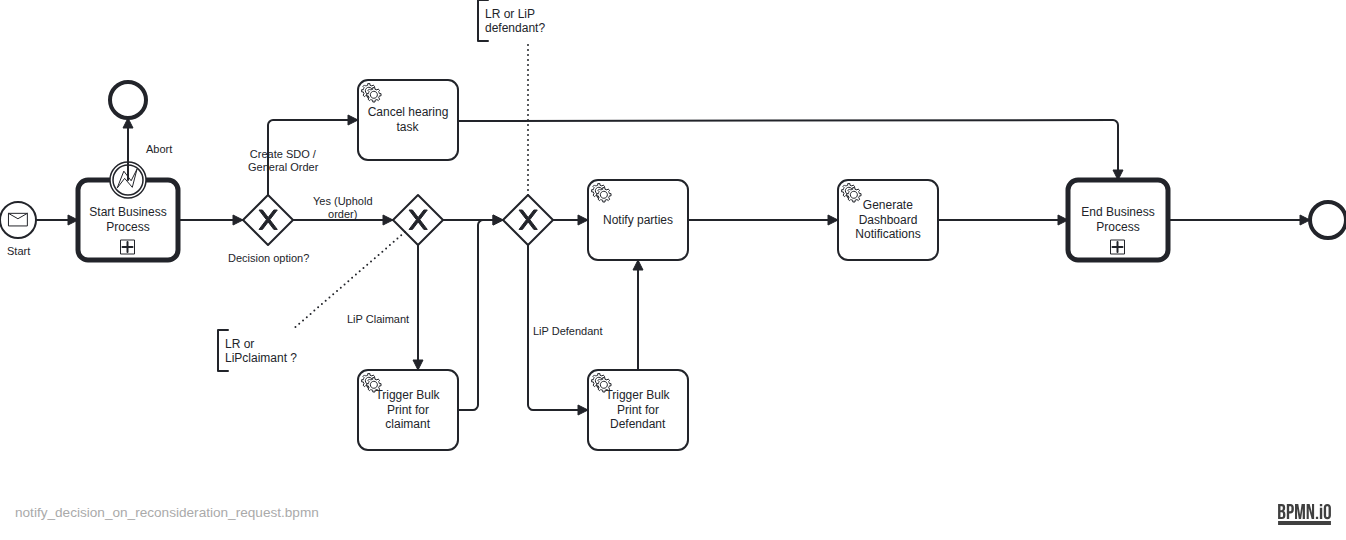 LR or LiP
defendant?
Cancel hearing
task
Abort
Create SDO /
General Order
Start Business
Process
Yes (Uphold
order)
Notify parties
Generate
Dashboard
Notifications
End Business
Process
Start
Decision option?
LiP Claimant
LiP Defendant
LR or
LiPclaimant ?
Trigger Bulk
Print for
claimant
Trigger Bulk
Print for
Defendant
notify_decision_on_reconsideration_request.bpmn
BPMN.iO